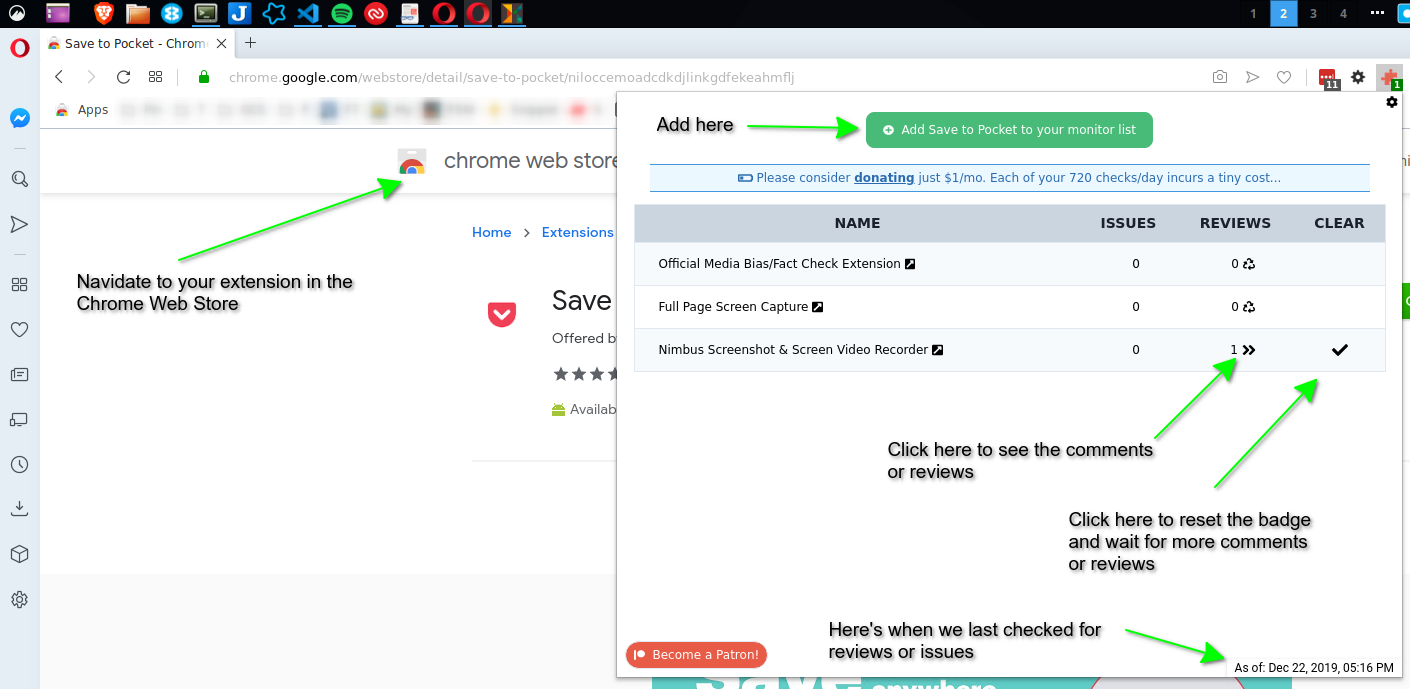 1 2 3 4
Save to Pocket - Chrom
chrome.google.com/webstore/detail/save-to-pocket/niloccemoadcdkdjlinkgdfekeahmflj
11
1
Apps
Add here
Add Save to Pocket to your monitor list
chrome web store
Please consider donating just $1/mo. Each of your 720 checks/day incurs a tiny cost...
NAME ISSUES REVIEWS CLEAR
Home > Extensions
Official Media Bias/Fact Check Extension 0 0
Navidate to your extension in the
Chrome Web Store
Save
Full Page Screen Capture 0 0
Offered b
Nimbus Screenshot & Screen Video Recorder 0 1
Availab
Click here to see the comments
or reviews
Click here to reset the badge
and wait for more comments
or reviews
Here's when we last checked for
reviews or issues
Become a Patron!
As of: Dec 22, 2019, 05:16 PM
anywhere